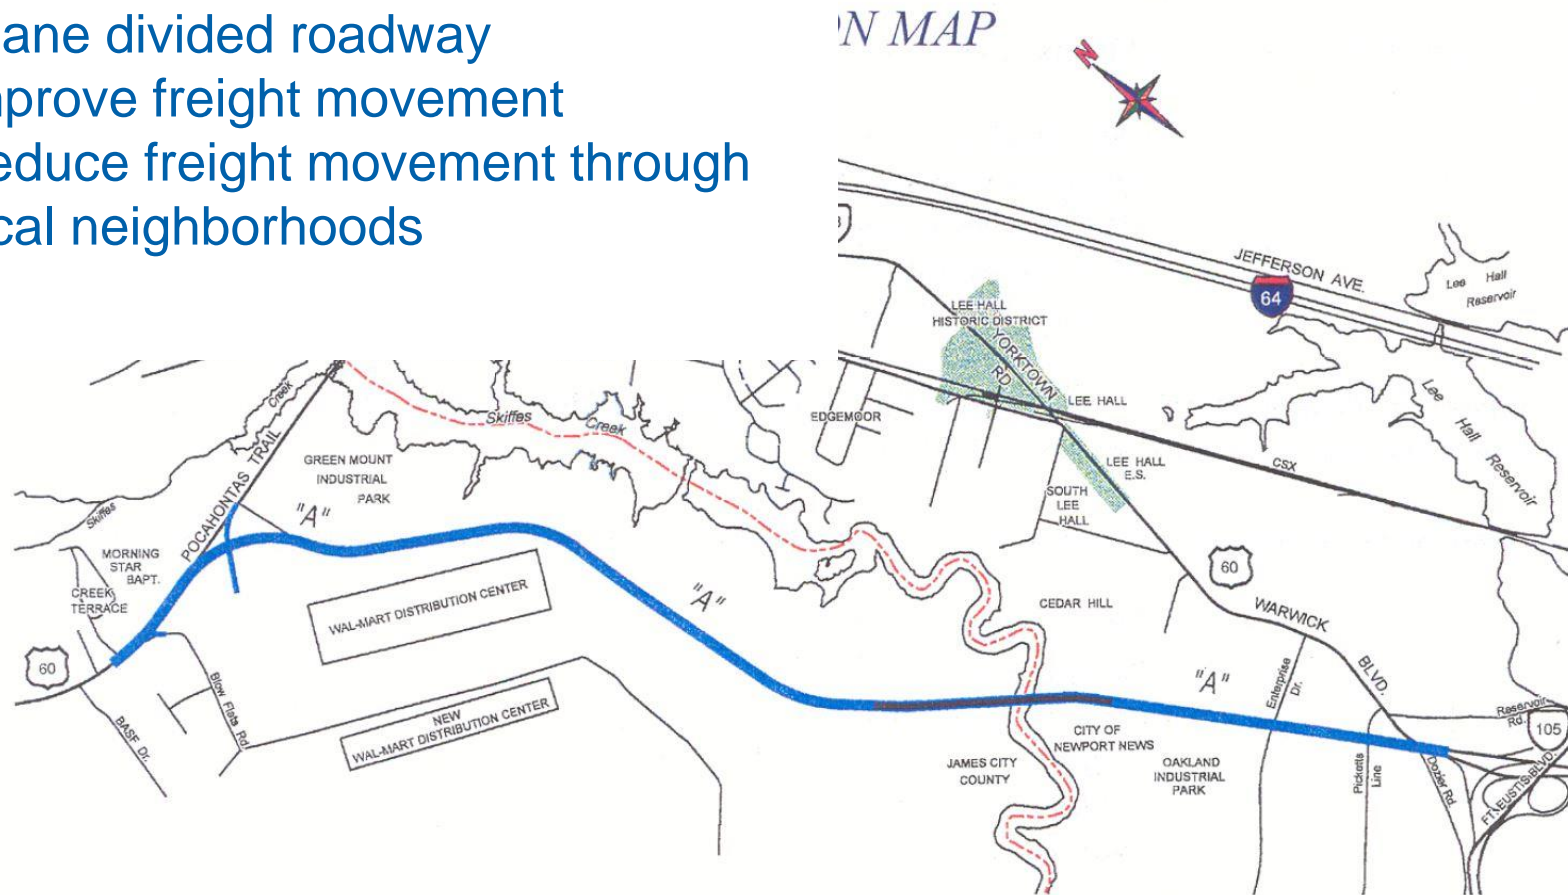 ane divided roadway
prove freight movement
educe freight movement through
cal neighborhoods
N MAP
N
JEFFERSON AVE.
64
Lee Hall
Reservoir
LEE HALL
HISTORIC DISTRICT
YORKTOWN
RD
LEE HALL
EDGEMOOR
Lee Hall Reservoir
CSX
LEE HALL
E.S.
SOUTH
LEE
HALL
Creek
Skiffes
Creek
POCAHONTAS TRAIL
GREEN MOUNT
INDUSTRIAL
PARK
"A"
Skiffes
MORNING
STAR
BAPT.
CREEK
TERRACE
WAL-MART DISTRIBUTION CENTER
"A"
60
CEDAR HILL
WARWICK
BLVD.
60
Blow Flats Rd
BASF Dr.
NEW
WAL-MART DISTRIBUTION CENTER
"A"
Enterprise
Dr.
Reservoir
Rd.
105
CITY OF
NEWPORT NEWS
JAMES CITY
COUNTY
OAKLAND
INDUSTRIAL
PARK
Picketts
Line
Dozier Rd.
FT. EUSTIS BLVD.